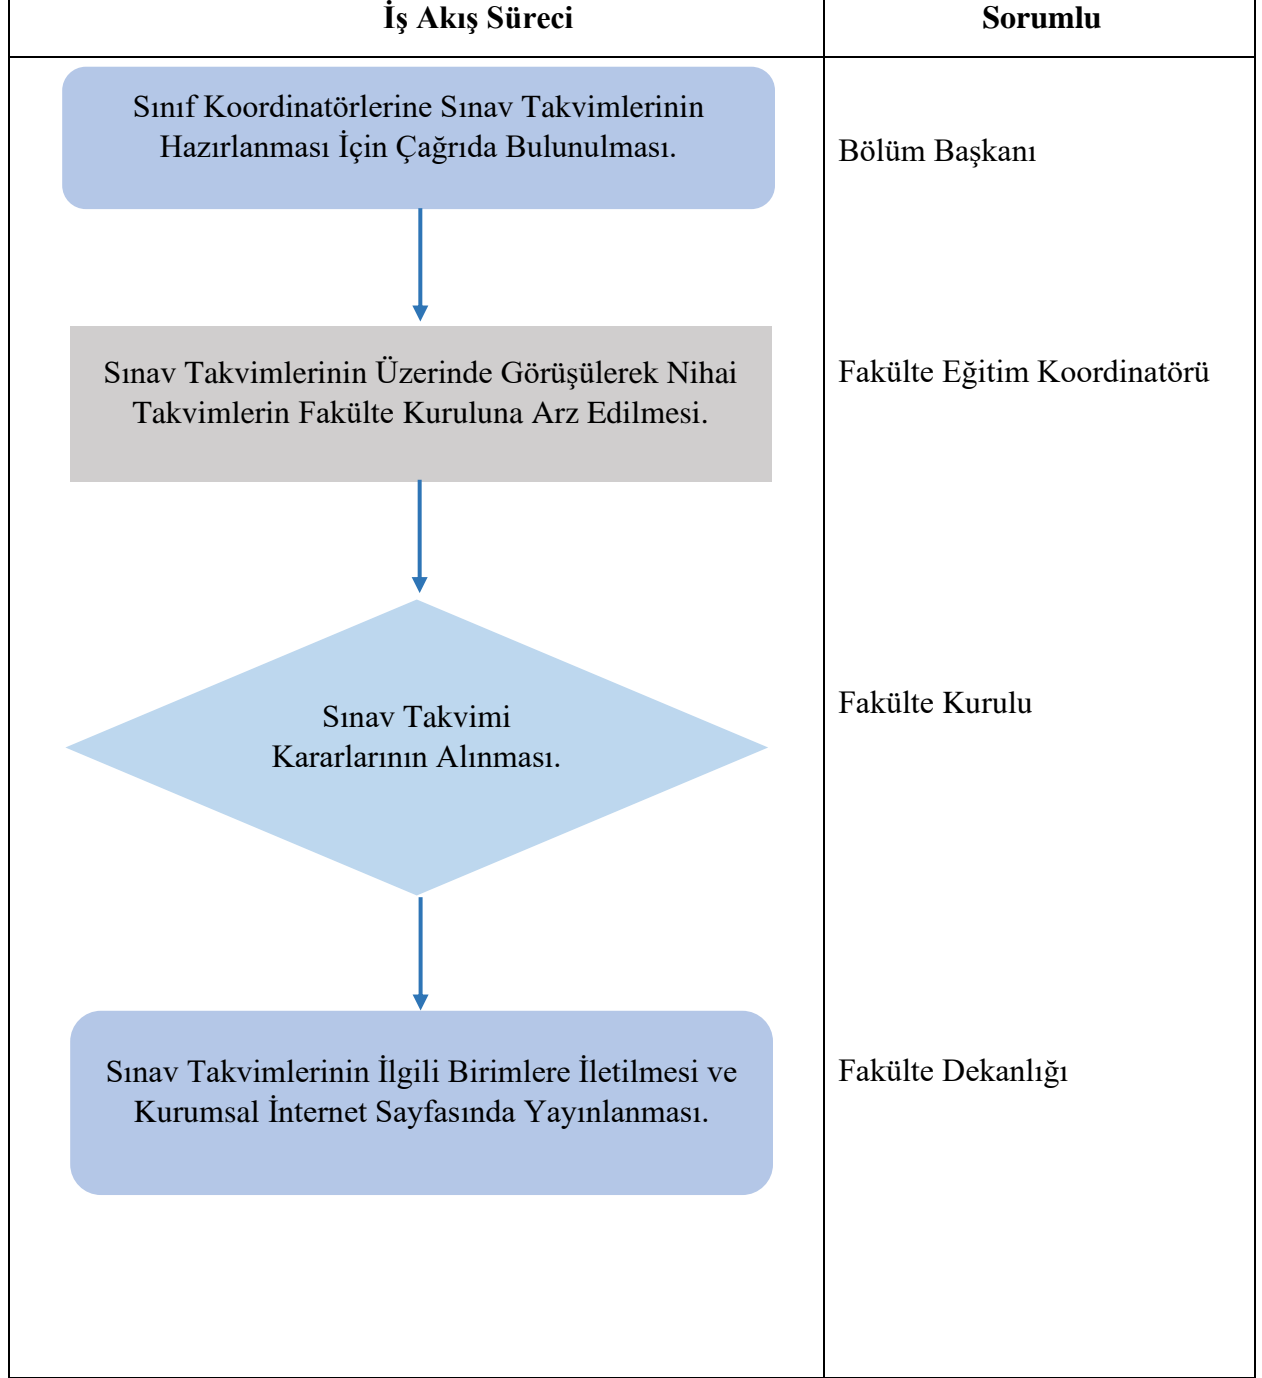 İş Akış Süreci
Sorumlu
Sınıf Koordinatörlerine Sınav Takvimlerinin
Hazırlanması İçin Çağrıda Bulunulması.
Bölüm Başkanı
Sınav Takvimlerinin Üzerinde Görüşülerek Nihai
Takvimlerin Fakülte Kuruluna Arz Edilmesi.
Fakülte Eğitim Koordinatörü
Sınav Takvimi
Kararlarının Alınması.
Fakülte Kurulu
Sınav Takvimlerinin İlgili Birimlere İletilmesi ve
Kurumsal İnternet Sayfasında Yayınlanması.
Fakülte Dekanlığı